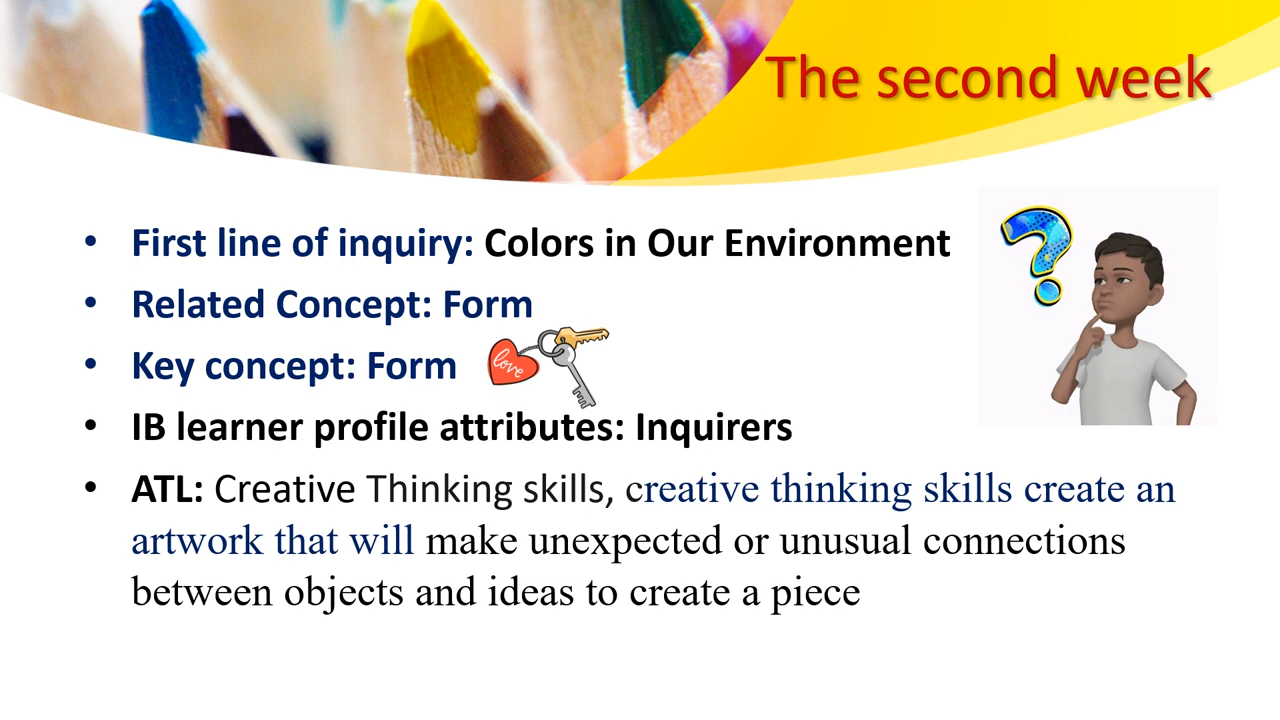 The second week
• First line of inquiry: Colors in Our Environment
• Related Concept: Form
• Key concept: Form
love
• IB learner profile attributes: Inquirers
• ATL: Creative Thinking skills, creative thinking skills create an
artwork that will make unexpected or unusual connections
between objects and ideas to create a piece